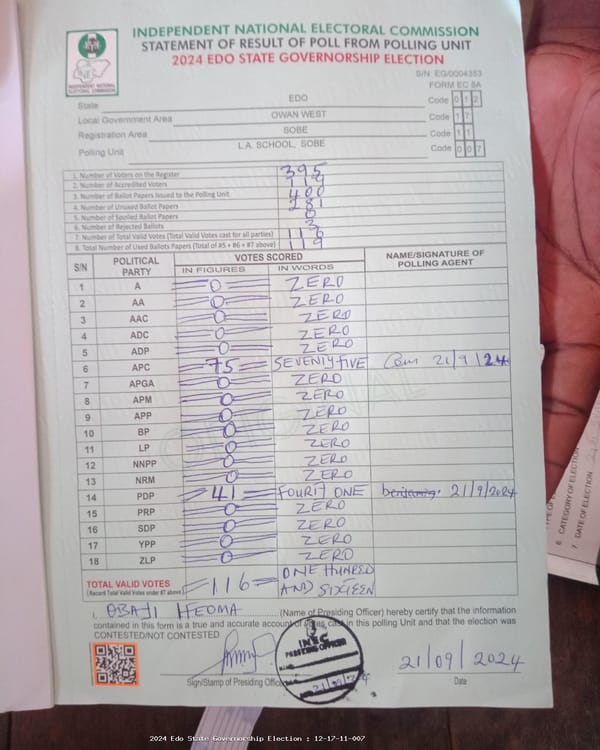 INDEPENDENT NATIONAL ELECTORAL COMMISSION
STATEMENT OF RESULT OF POLL FROM POLLING UNIT
2024 EDO STATE GOVERNORSHIP ELECTION
S/N: EG/0004353
FORM EC 8A
State EDO Code 0 1 2
Local Government Area OWAN WEST Code 1 7
Registration Area SOBE Code 1 1
Polling Unit L.A. SCHOOL, SOBE Code 0 0 7
1. Number of Voters on the Register 395
2. Number of Accredited Voters 119
3. Number of Ballot Papers Issued to the Polling Unit 400
4. Number of Unused Ballot Papers 281
5. Number of Spoiled Ballot Papers 0
6. Number of Rejected Ballots 3
7. Number of Total Valid Votes (Total Valid Votes cast for all parties) 116
8. Total Number of Used Ballots Papers (Total of #5 + #6 + #7 above) 119
S/N POLITICAL PARTY VOTES SCORED NAME/SIGNATURE OF POLLING AGENT
IN FIGURES IN WORDS
1 A 0 ZERO
2 AA 0 ZERO
3 AAC 0 ZERO
4 ADC 0 ZERO
5 ADP 0 ZERO
6 APC 75 SEVENLYFIVE 21/9/24
7 APGA 0 ZERO
8 APM 0 ZERO
9 APP 0 ZERO
10 BP 0 ZERO
11 LP 0 ZERO
12 NNPP 0 ZERO
13 NRM 0 ZERO
14 PDP 41 FOURTY ONE 21/9/2024
15 PRP 0 ZERO
16 SDP 0 ZERO
17 YPP 0 ZERO
18 ZLP 0 ZERO
TOTAL VALID VOTES 116 ONE HUNRED
(Record Total Valid Votes under #7 above) AND SIXTEEN
I, OBAJI HEOMA (Name of Presiding Officer) hereby certify that the information
contained in this form is a true and accurate account of votes cast in this polling Unit and that the election was
CONTESTED/NOT CONTESTED
INEC
PRESIDING OFFICER
21/09/2024
Sign/Stamp of Presiding Officer
Date
6. CATEGORY OF ELECTION
7. DATE OF ELECTION
2024 Edo State Governorship Election : 12-17-11-007